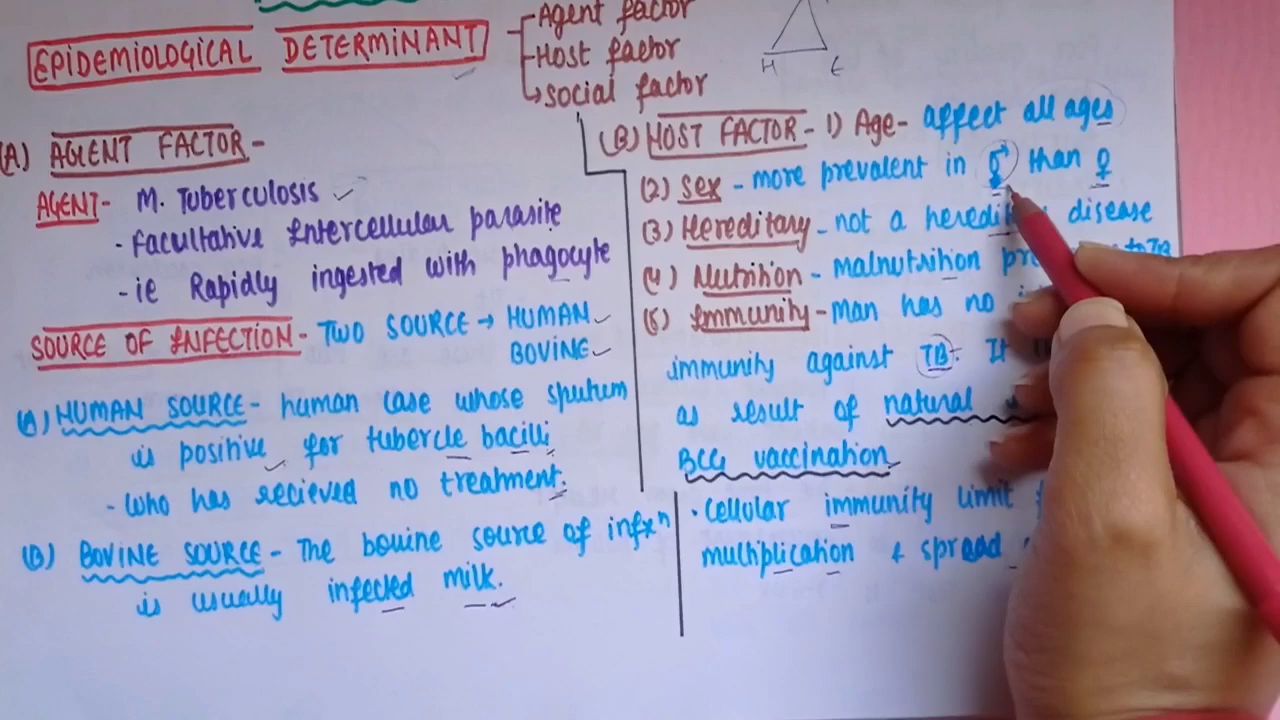 EPIDEMIOLOGICAL DETERMINANT
Agent factor
Host factor
Social factor
H E
(A) AGENT FACTOR-
AGENT- M. Tuberculosis
· facultative Intercellular parasite
- ie Rapidly ingested with phagocyte
SOURCE OF INFECTION- TWO SOURCE → HUMAN
BOVINE
(A) HUMAN SOURCE- human case whose sputum
is positive for tubercle bacilli
- who has recieved no treatment.
(B) BOVINE SOURCE- The bovine source of infxⁿ
is usually infected milk.
(B) HOST FACTOR- 1) Age- affect all ages
(2) Sex - more prevalent in ♂ than ♀
(3) Hereditary- not a disease
(4) Nutrition - malnutrition to TB
(5) Immunity- Man has no
immunity against TB. It
as result of natural
BCG vaccination
· Cellular immunity limit
multiplication + spread